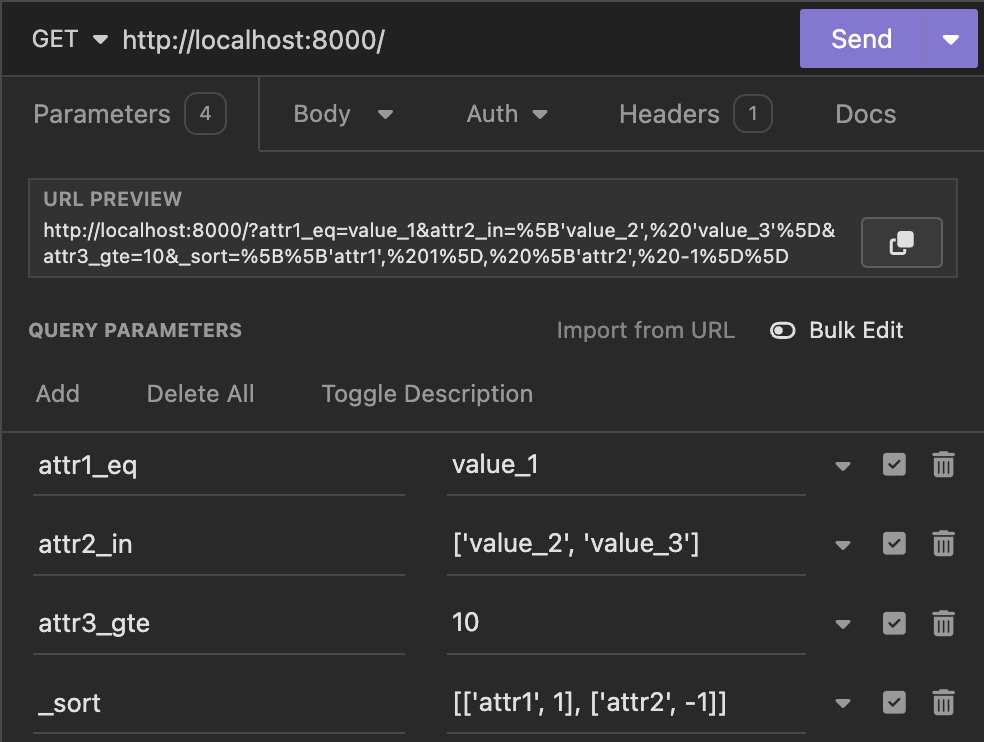 GET http://localhost:8000/ Send
Parameters 4 Body Auth Headers 1 Docs
URL PREVIEW
http://localhost:8000/?attr1_eq=value_1&attr2_in=%5B'value_2',%20'value_3'%5D&
attr3_gte=10&_sort=%5B%5B'attr1',%201%5D,%20%5B'attr2',%20-1%5D%5D
QUERY PARAMETERS Import from URL Bulk Edit
Add Delete All Toggle Description
attr1_eq value_1
attr2_in ['value_2', 'value_3']
attr3_gte 10
_sort [['attr1', 1], ['attr2', -1]]